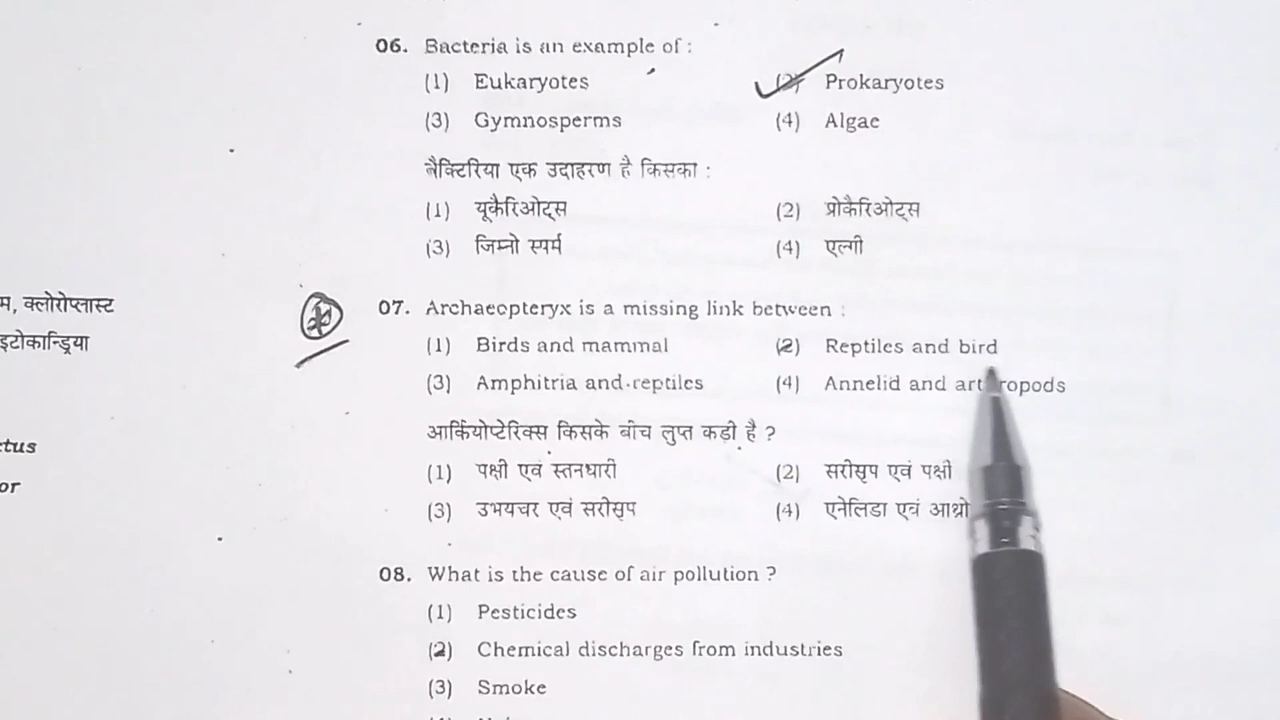 06. Bacteria is an example of :
(1) Eukaryotes (2) Prokaryotes
(3) Gymnosperms (4) Algae
बैक्टिरिया एक उदाहरण है किसका :
(1) यूकैरिओट्स (2) प्रोकैरिओट्स
(3) जिम्नो स्पर्म (4) एल्गी
म, क्लोरोप्लास्ट
इटोकान्ड्रिया
ctus
or
07. Archaeopteryx is a missing link between :
(1) Birds and mammal (2) Reptiles and bird
(3) Amphitria and reptiles (4) Annelid and art ropods
आर्कियोप्टेरिक्स किसके बीच लुप्त कड़ी है ?
(1) पक्षी एवं स्तनधारी (2) सरीसृप एवं पक्षी
(3) उभयचर एवं सरीसृप (4) एनेलिडा एवं आथ्रो
08. What is the cause of air pollution ?
(1) Pesticides
(2) Chemical discharges from industries
(3) Smoke